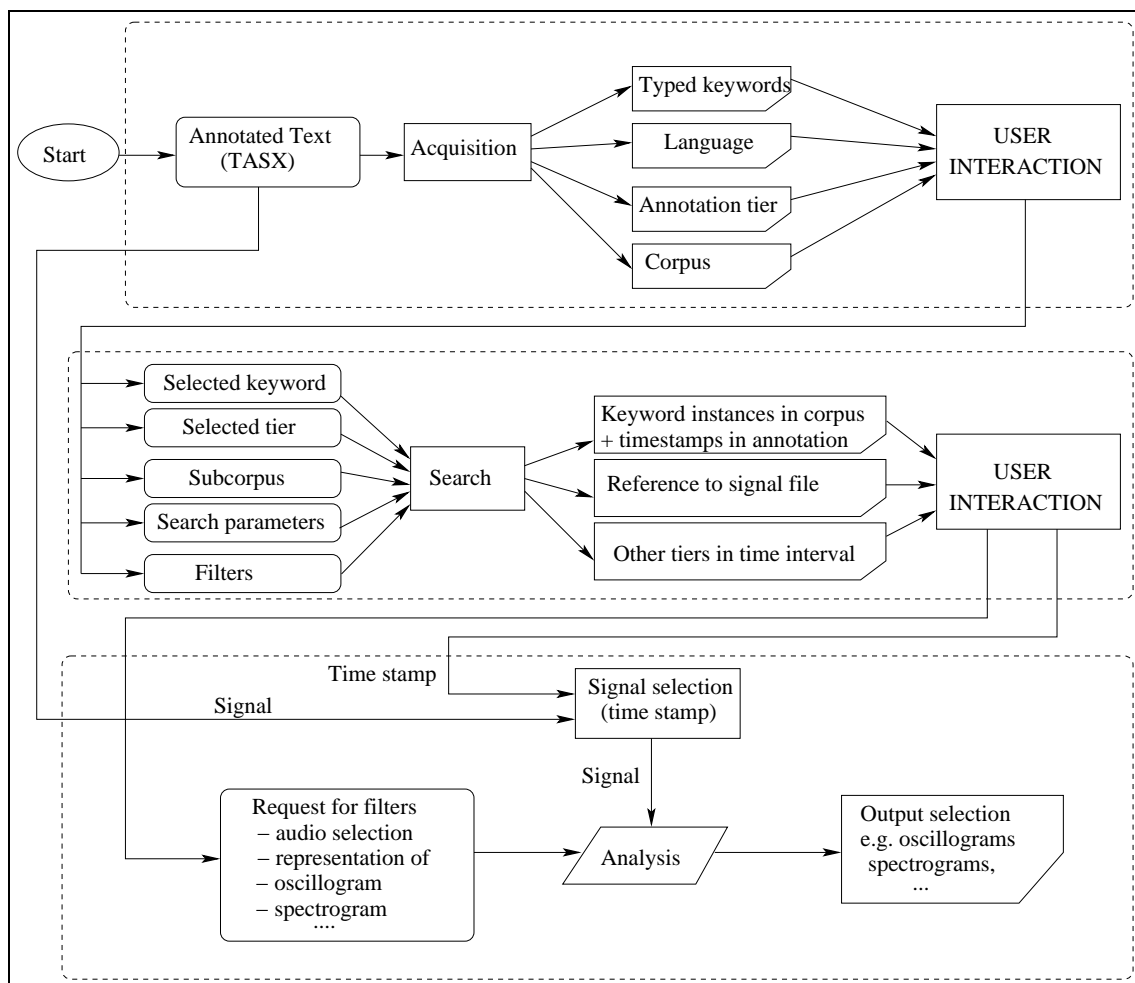 Start
Annotated Text
(TASX)
Acquisition
Typed keywords
Language
Annotation tier
Corpus
USER
INTERACTION
Selected keyword
Selected tier
Subcorpus
Search parameters
Filters
Search
Keyword instances in corpus
+ timestamps in annotation
Reference to signal file
Other tiers in time interval
USER
INTERACTION
Time stamp
Signal
Signal selection
(time stamp)
Signal
Request for filters
– audio selection
– representation of
– oscillogram
– spectrogram
....
Analysis
Output selection
e.g. oscillograms
spectrograms,
...